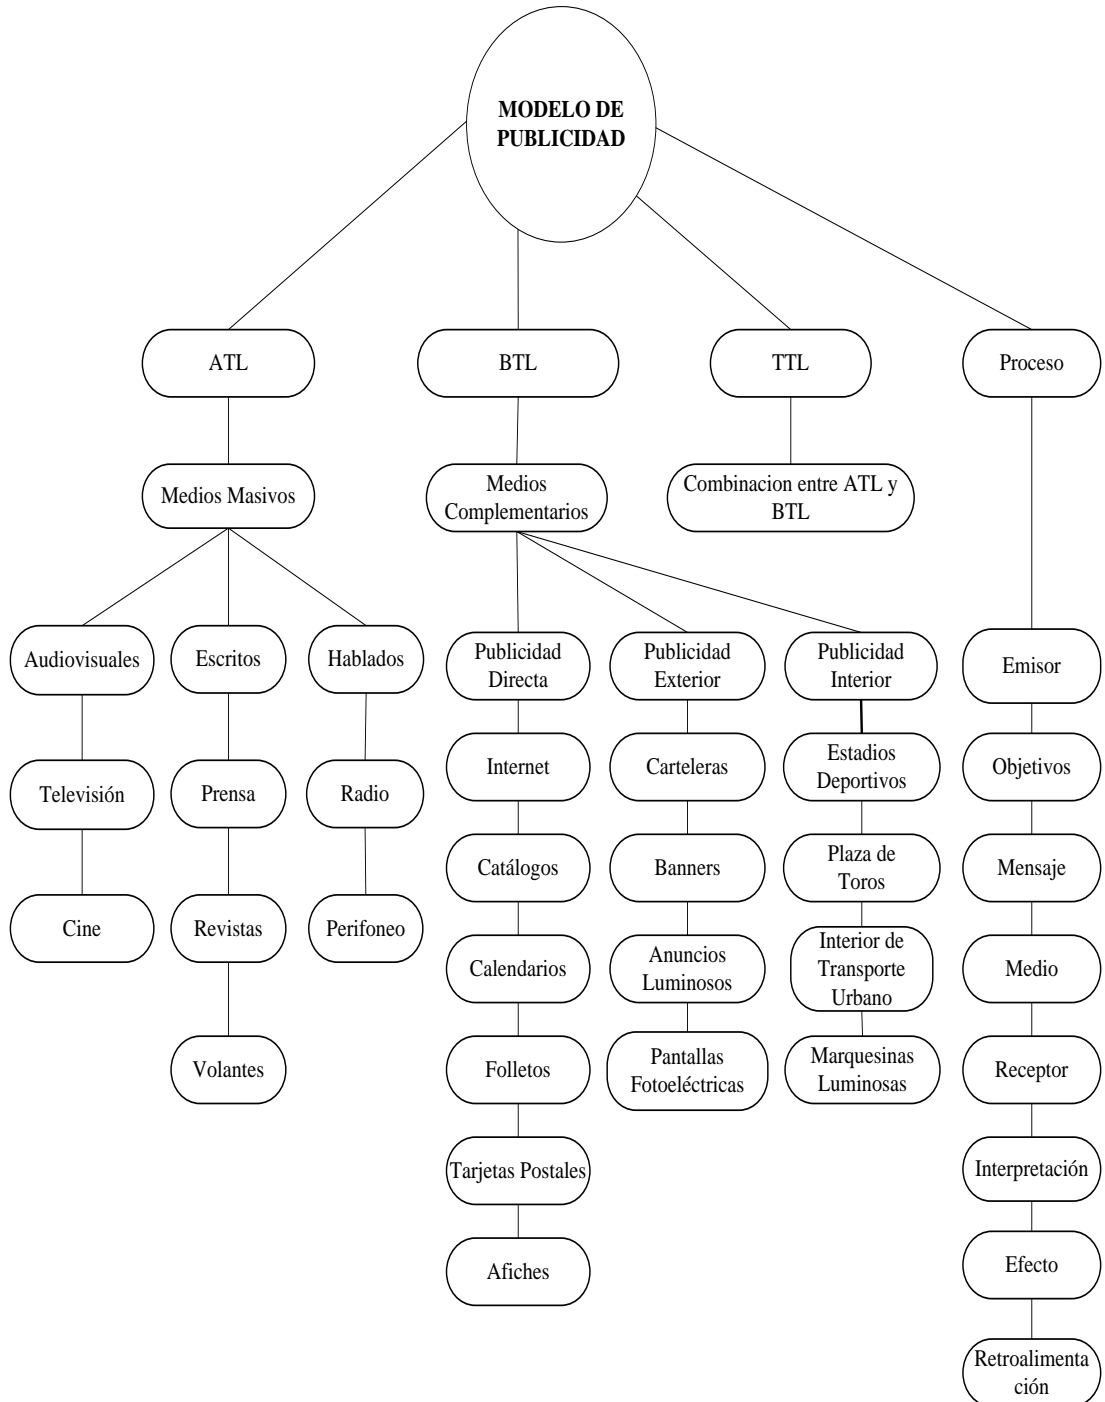 MODELO DE
PUBLICIDAD
ATL
BTL
TTL
Proceso
Medios Masivos
Medios
Complementarios
Combinacion entre ATL y
BTL
Audiovisuales
Escritos
Hablados
Publicidad
Directa
Publicidad
Exterior
Publicidad
Interior
Emisor
Televisión
Prensa
Radio
Internet
Carteleras
Estadios
Deportivos
Objetivos
Catálogos
Banners
Plaza de
Toros
Mensaje
Cine
Revistas
Perifoneo
Calendarios
Anuncios
Luminosos
Interior de
Transporte
Urbano
Medio
Volantes
Folletos
Pantallas
Fotoeléctricas
Marquesinas
Luminosas
Receptor
Tarjetas Postales
Interpretación
Afiches
Efecto
Retroalimenta
ción